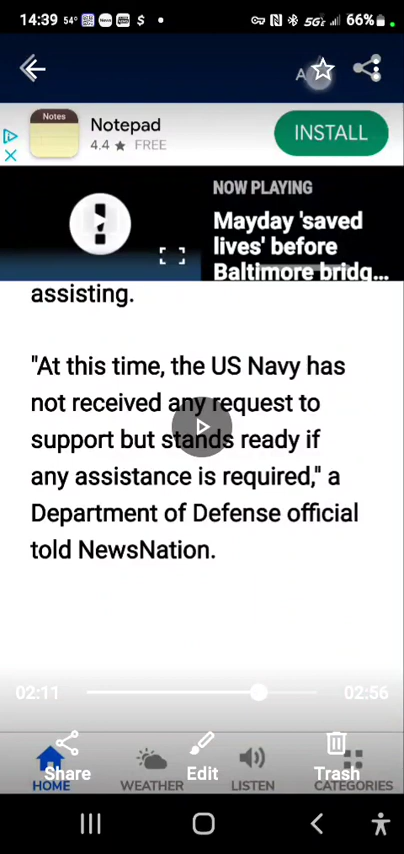 14:39 54° News $ 5G 66%
A
Notes
Notepad
4.4 ★ FREE
INSTALL
NOW PLAYING
Mayday 'saved
lives' before
Baltimore bridg...
assisting.
"At this time, the US Navy has
not received any request to
support but stands ready if
any assistance is required," a
Department of Defense official
told NewsNation.
02:11 02:56
Share Edit Trash
HOME WEATHER LISTEN CATEGORIES